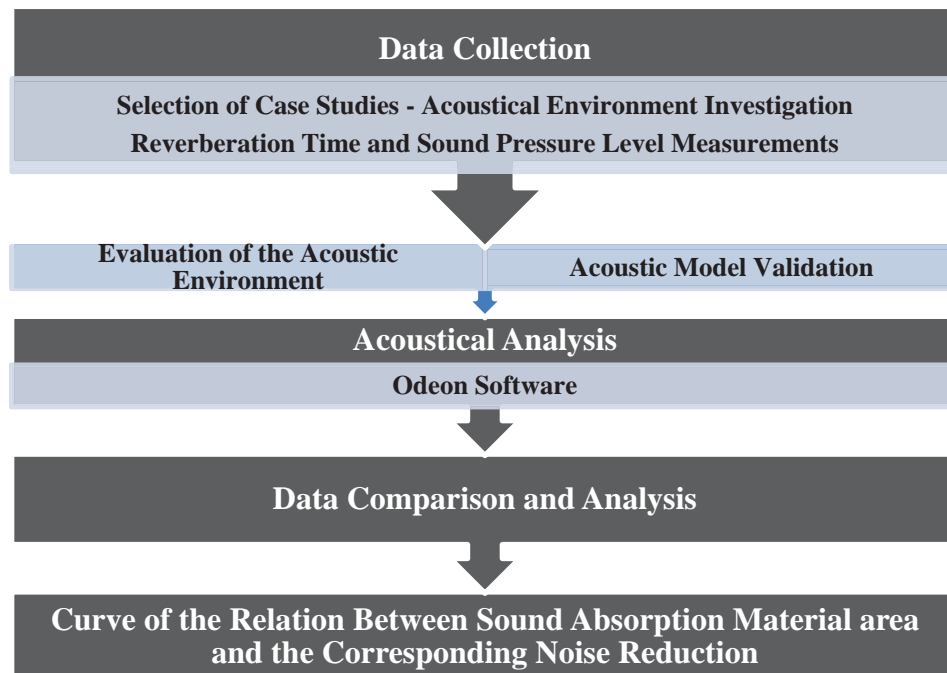 Data Collection
Selection of Case Studies - Acoustical Environment Investigation
Reverberation Time and Sound Pressure Level Measurements
Evaluation of the Acoustic
Environment
Acoustic Model Validation
Acoustical Analysis
Odeon Software
Data Comparison and Analysis
Curve of the Relation Between Sound Absorption Material area
and the Corresponding Noise Reduction